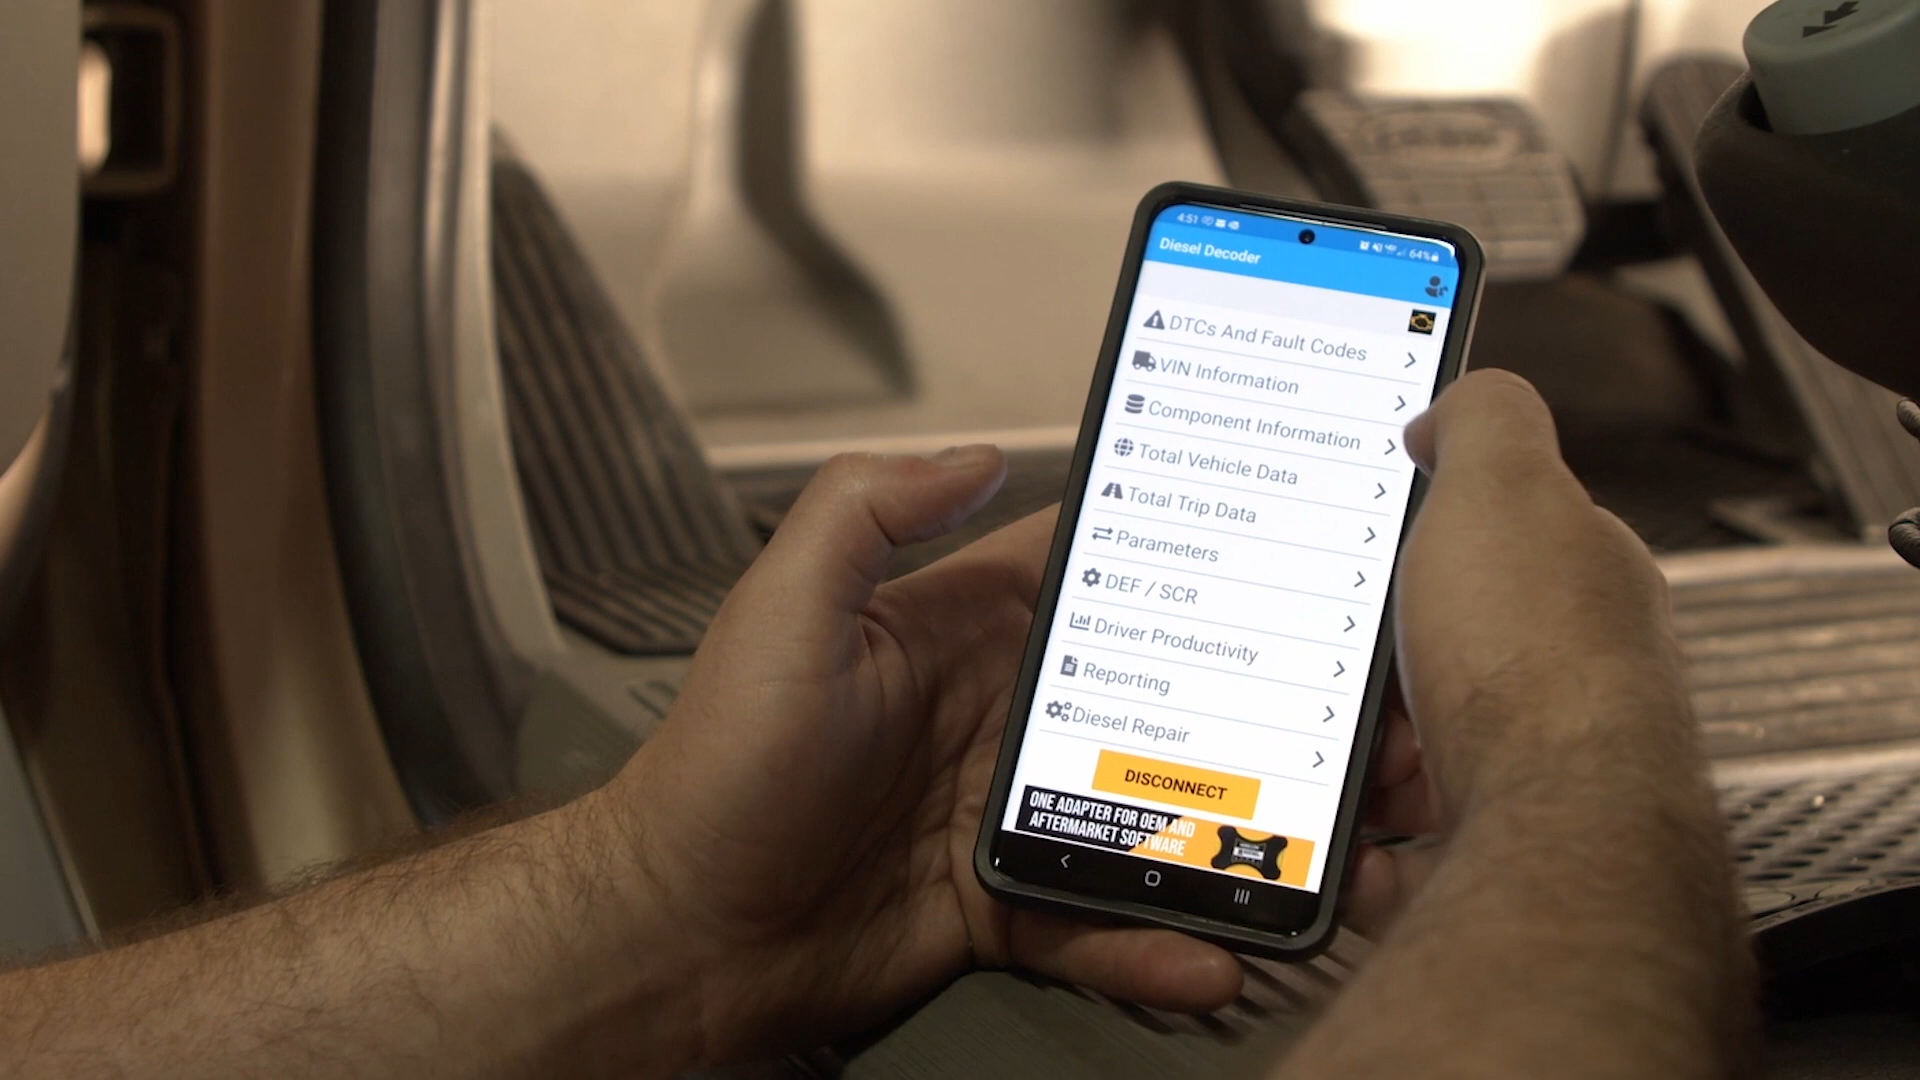 4:51
64%
Diesel Decoder
DTCs And Fault Codes
VIN Information
Component Information
Total Vehicle Data
Total Trip Data
Parameters
DEF / SCR
Driver Productivity
Reporting
Diesel Repair
DISCONNECT
ONE ADAPTER FOR OEM AND
AFTERMARKET SOFTWARE